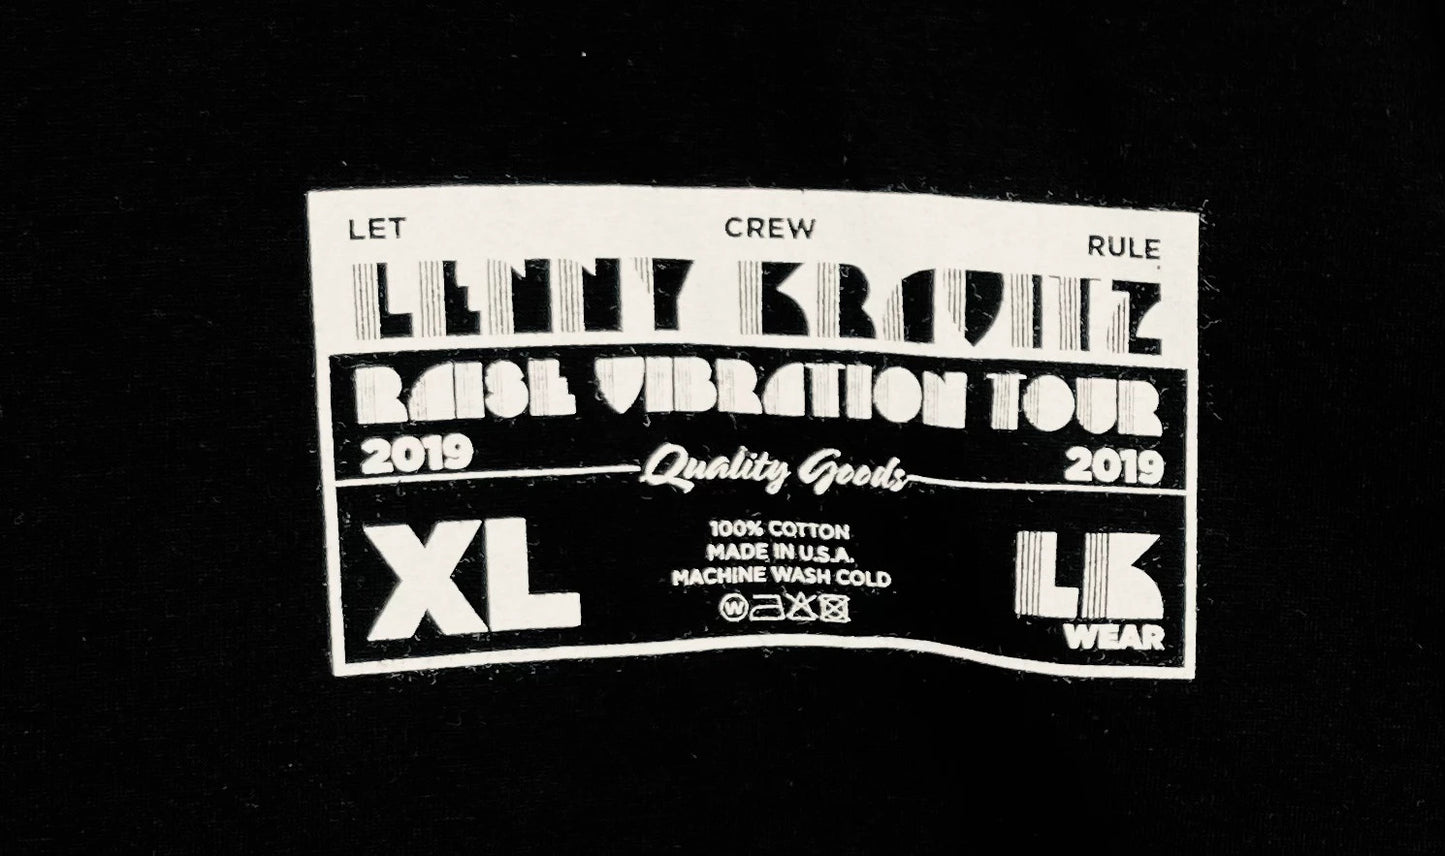 LET CREW RULE
LENNY KRAVITZ
RAISE VIBRATION TOUR
2019 2019
Quality Goods
XL
100% COTTON
MADE IN U.S.A.
MACHINE WASH COLD
W
LK
WEAR